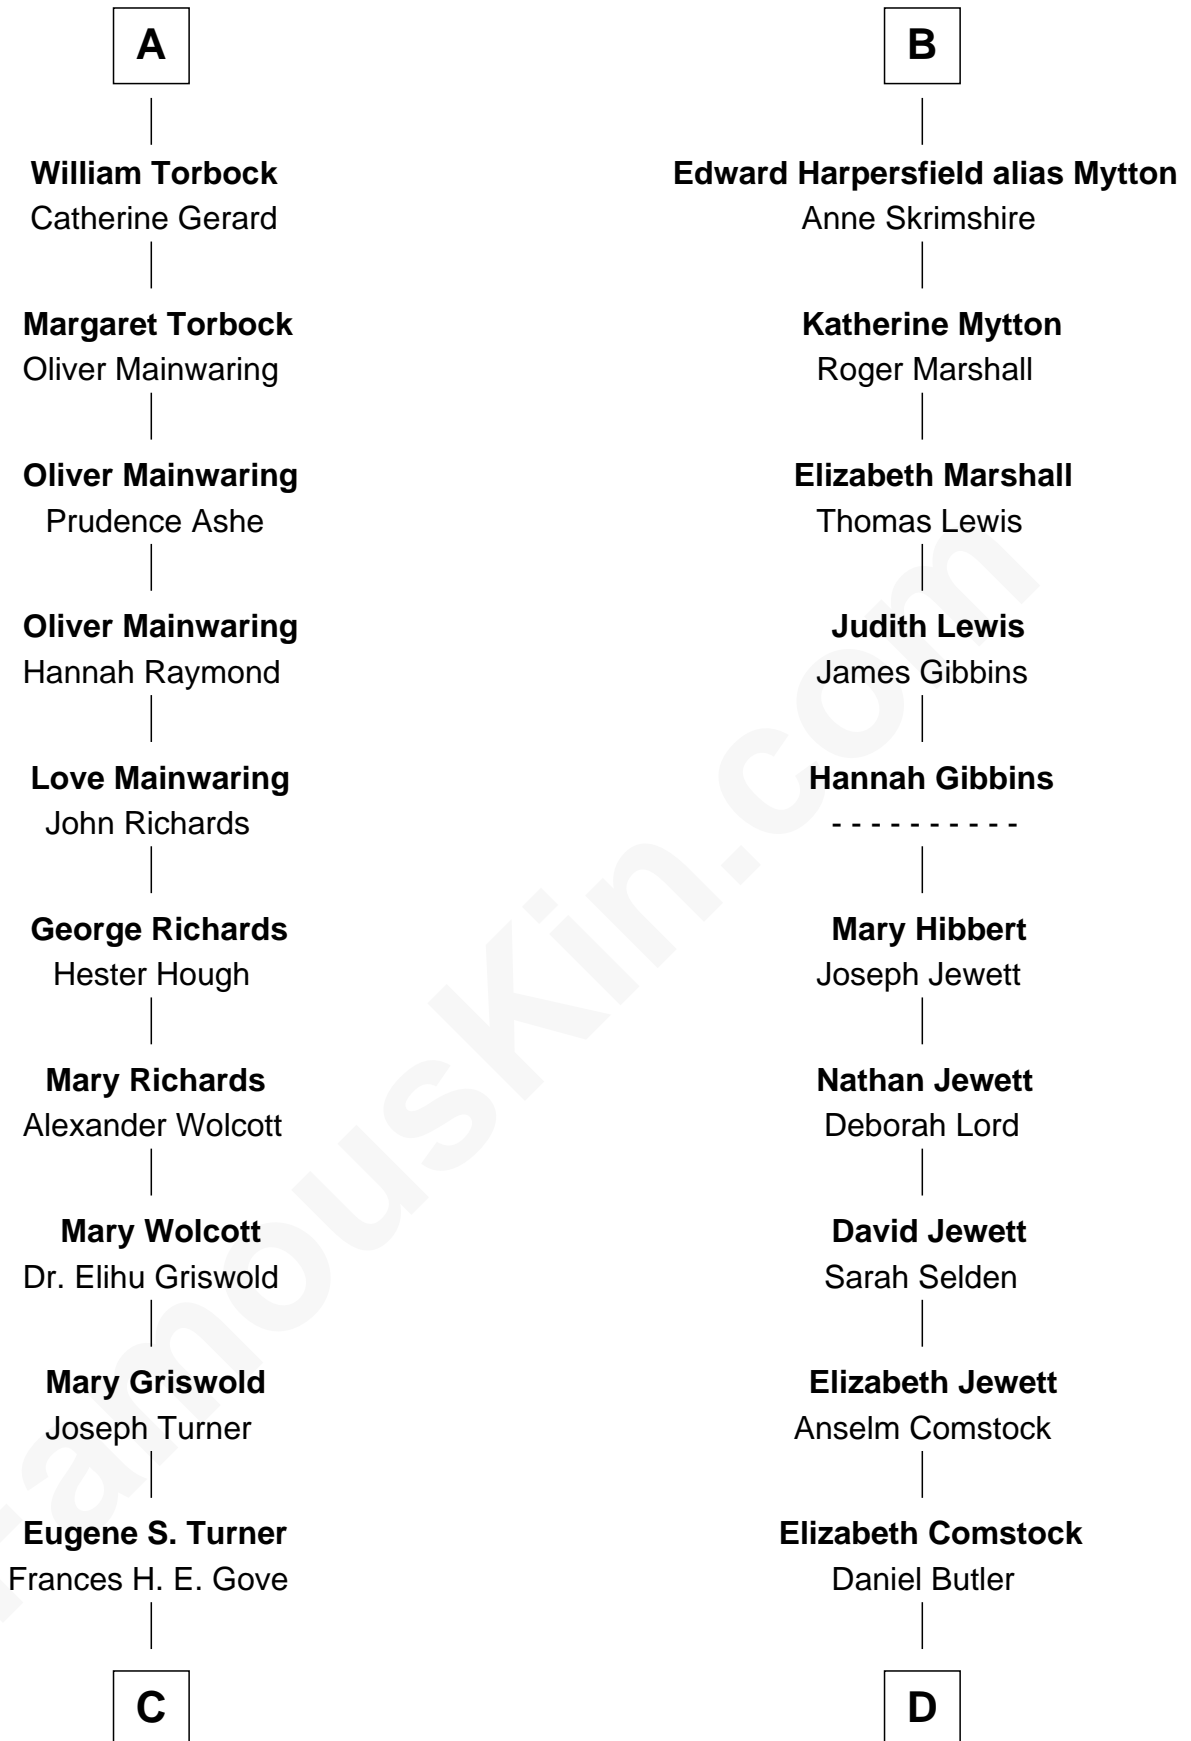 A
William Torbock
Catherine Gerard
Margaret Torbock
Oliver Mainwaring
Oliver Mainwaring
Prudence Ashe
Oliver Mainwaring
Hannah Raymond
Love Mainwaring
John Richards
George Richards
Hester Hough
Mary Richards
Alexander Wolcott
Mary Wolcott
Dr. Elihu Griswold
Mary Griswold
Joseph Turner
Eugene S. Turner
Frances H. E. Gove
C
B
Edward Harpersfield alias Mytton
Anne Skrimshire
Katherine Mytton
Roger Marshall
Elizabeth Marshall
Thomas Lewis
Judith Lewis
James Gibbins
Hannah Gibbins
- - - - - - - - - -
Mary Hibbert
Joseph Jewett
Nathan Jewett
Deborah Lord
David Jewett
Sarah Selden
Elizabeth Jewett
Anselm Comstock
Elizabeth Comstock
Daniel Butler
D
FamousKin.com